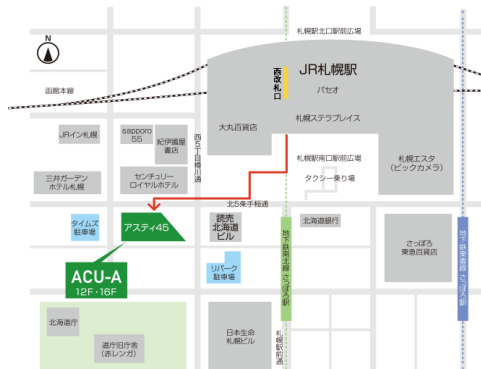 札幌駅北口駅前広場
N
JR札幌駅
西改札口
パセオ
函館本線
札幌ステラプレイス
大丸百貨店
JRイン札幌
sapporo
55
紀伊國屋
書店
西5丁目樽川通
札幌駅南口駅前広場
タクシー乗り場
札幌エスタ
(ビックカメラ)
三井ガーデン
ホテル札幌
センチュリー
ロイヤルホテル
北5条手稲通
タイムズ
駐車場
アスティ45
読売
北海道
ビル
北海道銀行
地下鉄南北線 さっぽろ駅
さっぽろ
東急百貨店
地下鉄東豊線 さっぽろ駅
ACU-A
12F・16F
リパーク
駐車場
北海道庁
道庁旧庁舎
(赤レンガ)
日本生命
札幌ビル
札幌駅前通